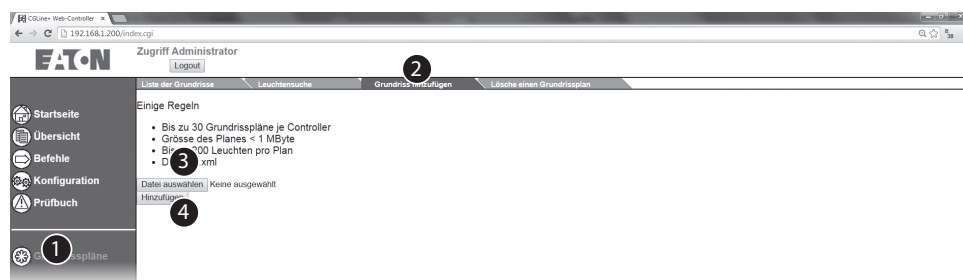 CGLine+ Web-Controller
192.168.1.200/index.cgi
EATON
Zugriff Administrator
Logout
2
Liste der Grundrisse
Leuchtensuche
Grundriss hinzufügen
Lösche einen Grundrissplan
Einige Regeln
Startseite
Übersicht
Befehle
Konfiguration
Prüfbuch
• Bis zu 30 Grundrisspläne je Controller
• Grösse des Planes < 1 MByte
200 Leuchten pro Plan
3
.xml
Datei auswählen Keine ausgewählt
Hinzufügen
4
1
spläne